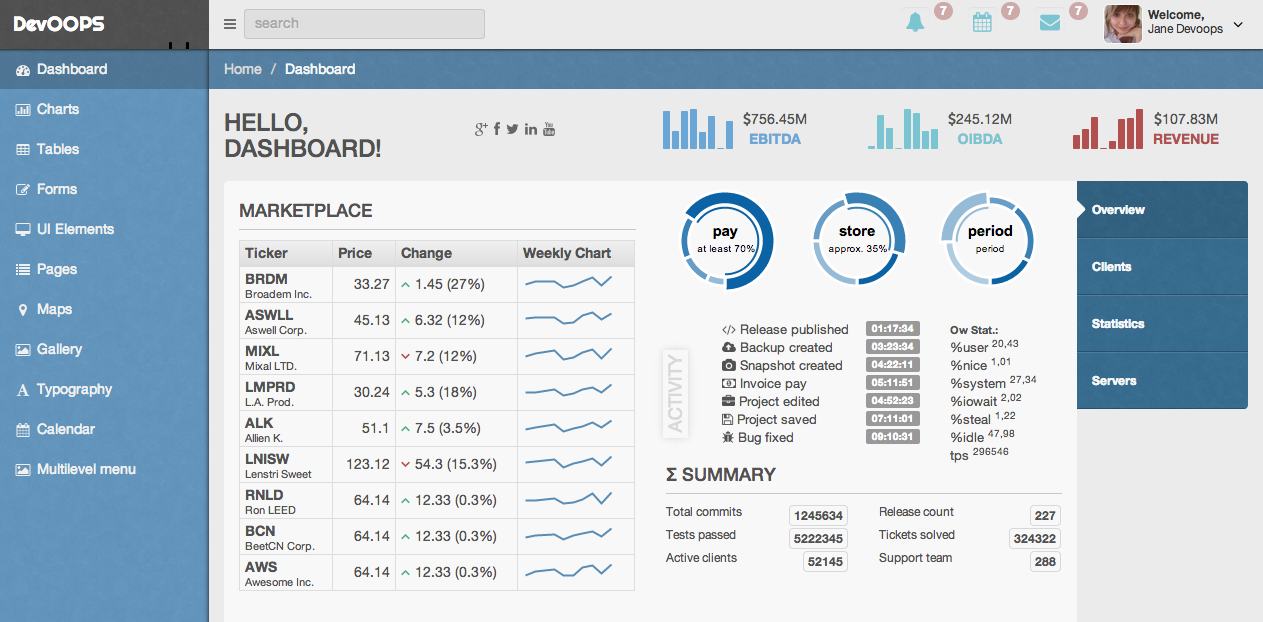 DevOOPS
search
7
7
7
Welcome,
Jane Devoops
Dashboard
Charts
Tables
Forms
UI Elements
Pages
Maps
Gallery
Typography
Calendar
Multilevel menu
Home / Dashboard
HELLO,
DASHBOARD!
g+ f in You Tube
$756.45M
EBITDA
$245.12M
OIBDA
$107.83M
REVENUE
MARKETPLACE
Ticker Price Change Weekly Chart
BRDM
Broadem Inc.
33.27 1.45 (27%)
ASWLL
Aswell Corp.
45.13 6.32 (12%)
MIXL
Mixal LTD.
71.13 7.2 (12%)
LMPRD
L.A. Prod.
30.24 5.3 (18%)
ALK
Allien K.
51.1 7.5 (3.5%)
LNISW
Lenstri Sweet
123.12 54.3 (15.3%)
RNLD
Ron LEED
64.14 12.33 (0.3%)
BCN
BeetCN Corp.
64.14 12.33 (0.3%)
AWS
Awesome Inc.
64.14 12.33 (0.3%)
pay
at least 70%
store
approx. 35%
period
period
ACTIVITY
Release published 01:17:34
Backup created 03:23:34
Snapshot created 04:22:11
Invoice pay 05:11:51
Project edited 04:52:23
Project saved 07:11:01
Bug fixed 09:10:31
Ow Stat.:
%user 20,43
%nice 1,01
%system 27,34
%iowait 2,02
%steal 1,22
%idle 47,98
tps 296546
Σ SUMMARY
Total commits 1245634
Tests passed 5222345
Active clients 52145
Release count 227
Tickets solved 324322
Support team 288
Overview
Clients
Statistics
Servers